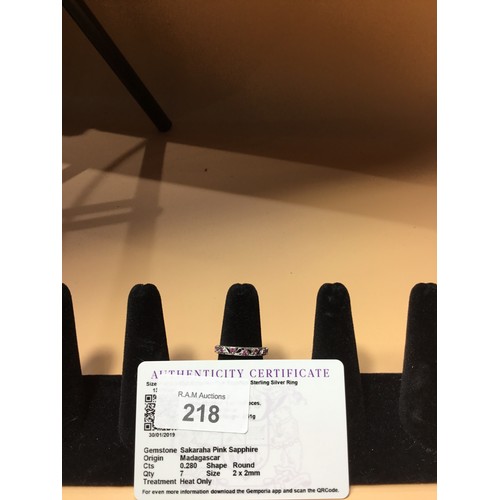 AUTHENTICITY CERTIFICATE
Size Sterling Silver Ring
R.A.M Auctions
218
30/01/2019
Gemstone Sakaraha Pink Sapphire
Origin Madagascar
Cts 0.280 Shape Round
Qty 7 Size 2 x 2mm
Treatment Heat Only
For even more information download the Gemporia app and scan the QRCode.